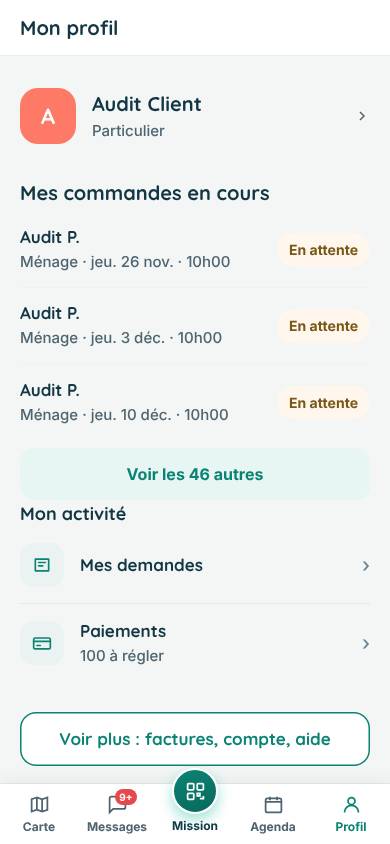 Mon profil
A
Audit Client
Particulier
Mes commandes en cours
Audit P.
Ménage · jeu. 26 nov. · 10h00
En attente
Audit P.
Ménage · jeu. 3 déc. · 10h00
En attente
Audit P.
Ménage · jeu. 10 déc. · 10h00
En attente
Voir les 46 autres
Mon activité
Mes demandes
Paiements
100 à régler
Voir plus : factures, compte, aide
9+
Carte
Messages
Mission
Agenda
Profil